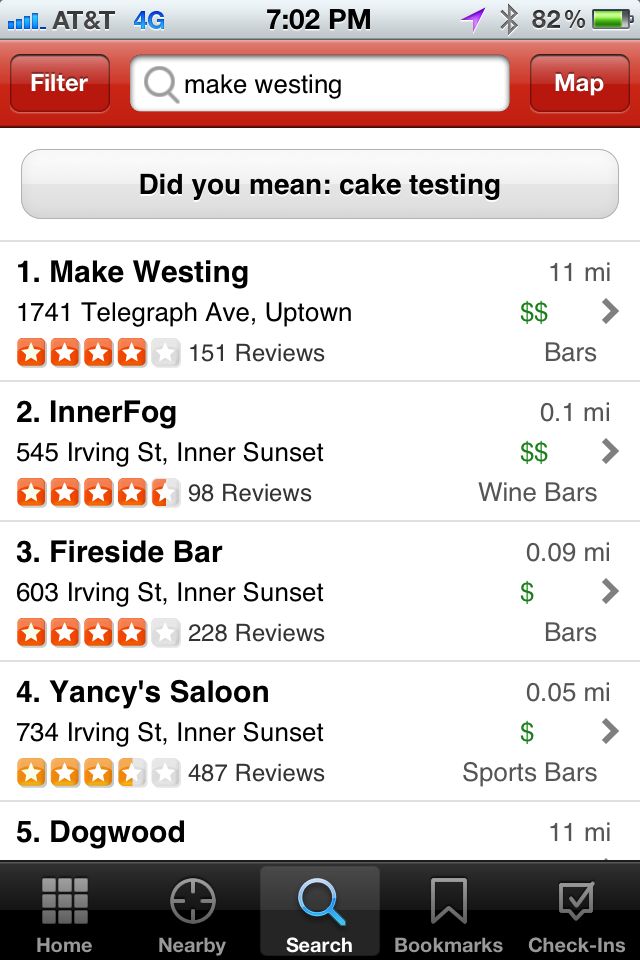 AT&T 4G 7:02 PM 82%
Filter make westing Map
Did you mean: cake testing
1. Make Westing 11 mi
1741 Telegraph Ave, Uptown $$
151 Reviews Bars
2. InnerFog 0.1 mi
545 Irving St, Inner Sunset $$
98 Reviews Wine Bars
3. Fireside Bar 0.09 mi
603 Irving St, Inner Sunset $
228 Reviews Bars
4. Yancy's Saloon 0.05 mi
734 Irving St, Inner Sunset $
487 Reviews Sports Bars
5. Dogwood 11 mi
Home Nearby Search Bookmarks Check-Ins